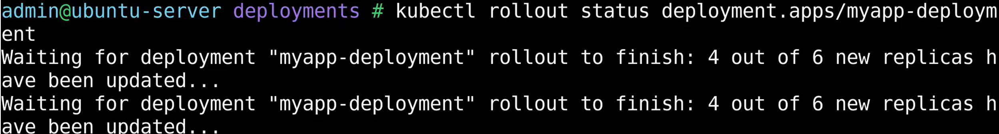 admin@ubuntu-server deployments # kubectl rollout status deployment.apps/myapp-deploym
ent
Waiting for deployment "myapp-deployment" rollout to finish: 4 out of 6 new replicas h
ave been updated...
Waiting for deployment "myapp-deployment" rollout to finish: 4 out of 6 new replicas h
ave been updated...